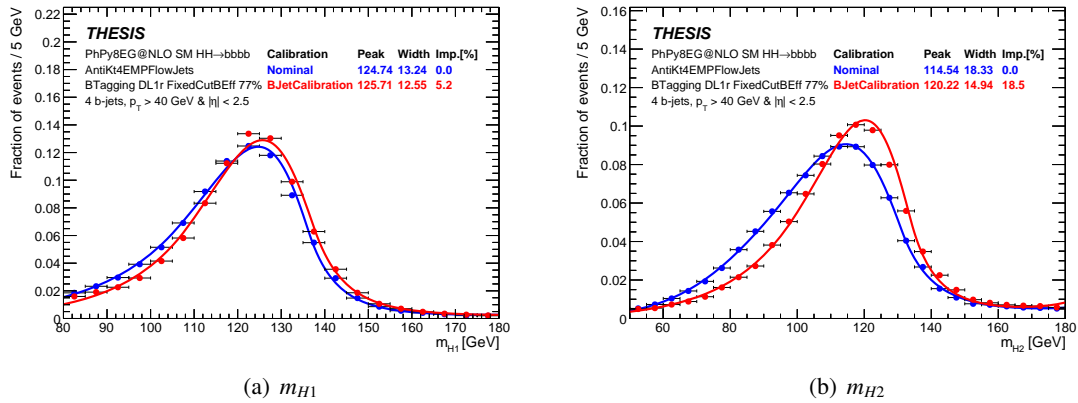 THESIS
PhPy8EG@NLO SM HH→bbbb Calibration Peak Width Imp.[%]
AntiKt4EMPFlowJets Nominal 124.74 13.24 0.0
BTagging DL1r FixedCutBEff 77% BJetCalibration 125.71 12.55 5.2
4 b-jets, p_T > 40 GeV & |η| < 2.5
Fraction of events / 5 GeV
0.22
0.2
0.18
0.16
0.14
0.12
0.1
0.08
0.06
0.04
0.02
80 90 100 110 120 130 140 150 160 170 180
m_H1 [GeV]
(a) m_H1
THESIS
PhPy8EG@NLO SM HH→bbbb Calibration Peak Width Imp.[%]
AntiKt4EMPFlowJets Nominal 114.54 18.33 0.0
BTagging DL1r FixedCutBEff 77% BJetCalibration 120.22 14.94 18.5
4 b-jets, p_T > 40 GeV & |η| < 2.5
Fraction of events / 5 GeV
0.16
0.14
0.12
0.1
0.08
0.06
0.04
0.02
0
60 80 100 120 140 160 180
m_H2 [GeV]
(b) m_H2